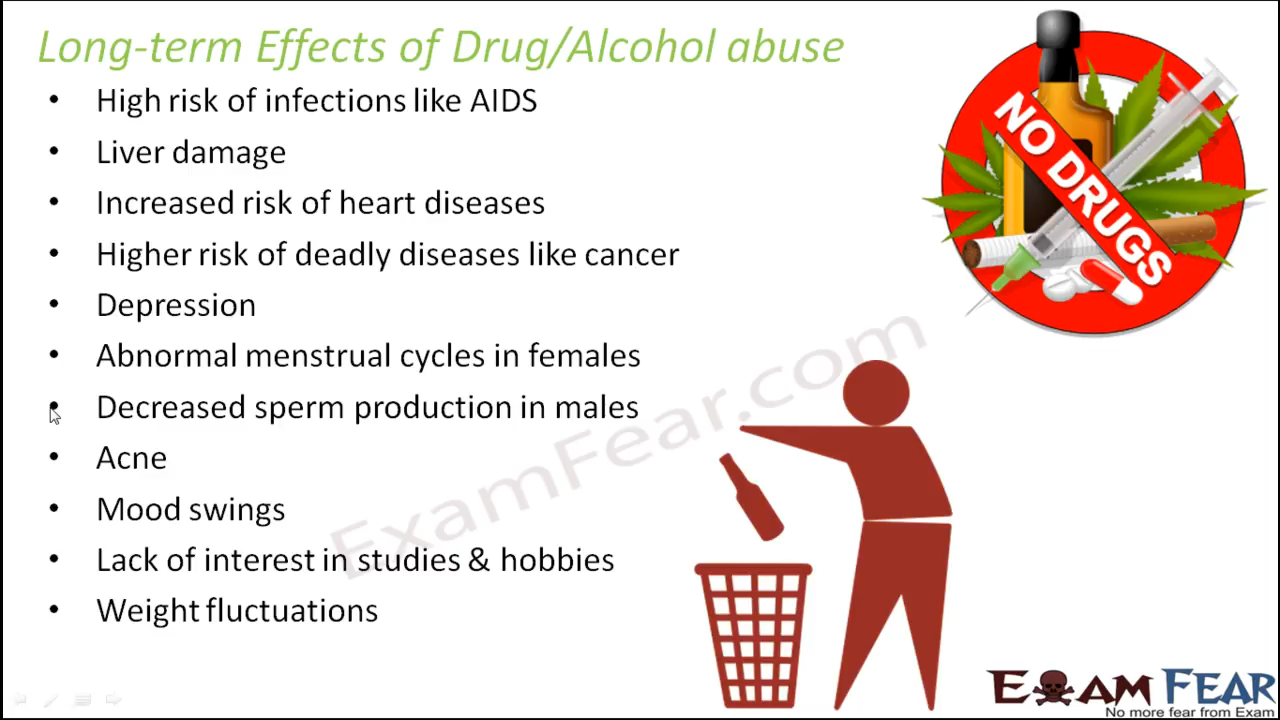 Long-term Effects of Drug/Alcohol abuse
• High risk of infections like AIDS
• Liver damage
• Increased risk of heart diseases
• Higher risk of deadly diseases like cancer
• Depression
• Abnormal menstrual cycles in females
• Decreased sperm production in males
• Acne
• Mood swings
• Lack of interest in studies & hobbies
• Weight fluctuations
NO DRUGS
ExamFear.com
EXAM FEAR
No more fear from Exam